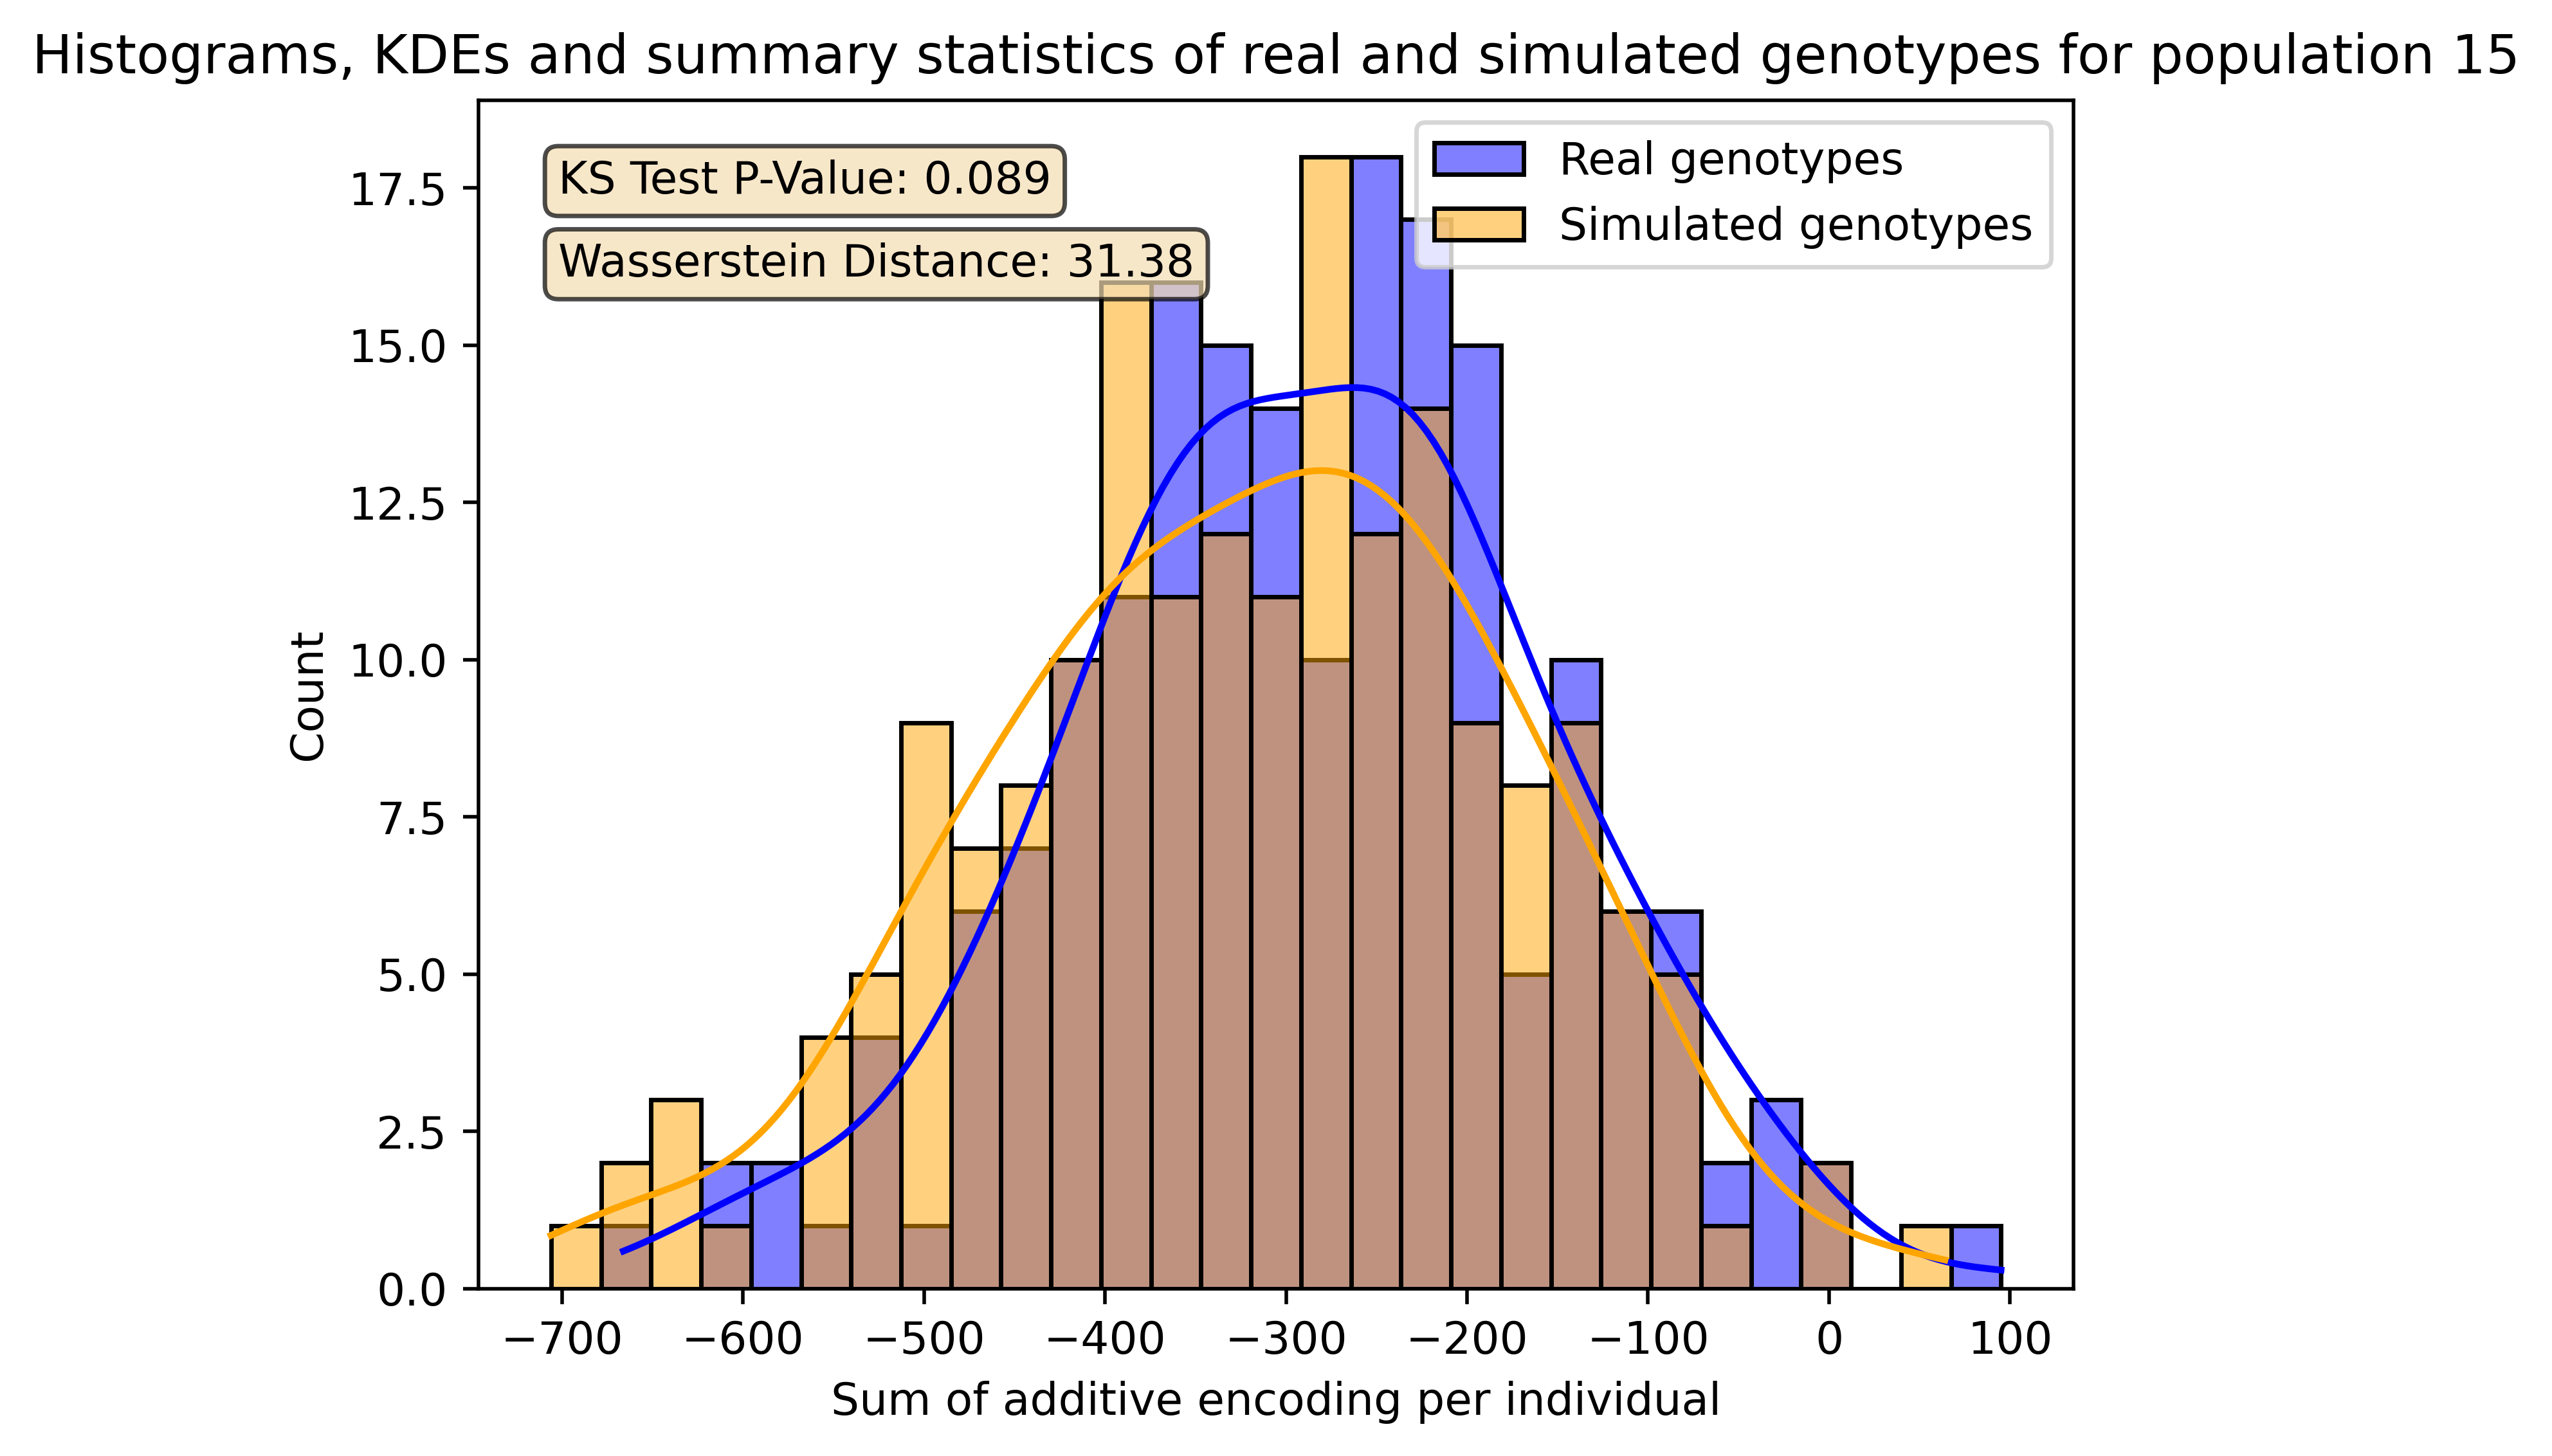 Histograms, KDEs and summary statistics of real and simulated genotypes for population 15
KS Test P-Value: 0.089
Wasserstein Distance: 31.38
Real genotypes
Simulated genotypes
17.5
15.0
12.5
10.0
7.5
5.0
2.5
0.0
Count
−700 −600 −500 −400 −300 −200 −100 0 100
Sum of additive encoding per individual